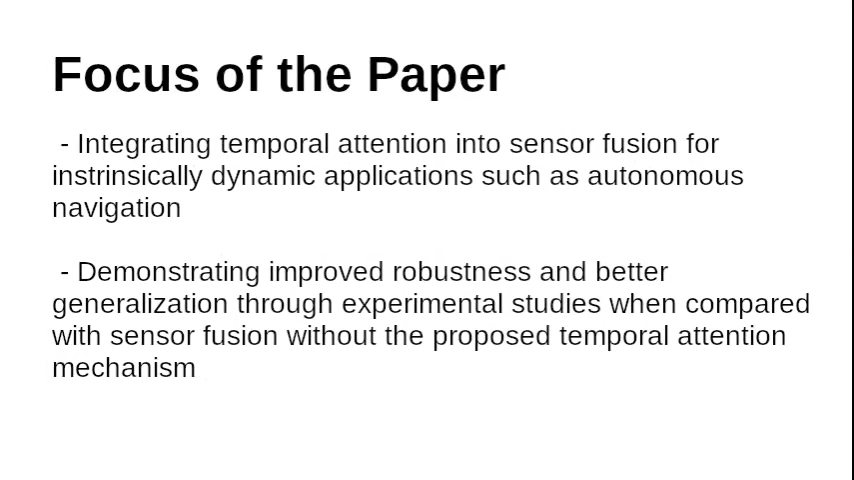 Focus of the Paper
- Integrating temporal attention into sensor fusion for
instrinsically dynamic applications such as autonomous
navigation
- Demonstrating improved robustness and better
generalization through experimental studies when compared
with sensor fusion without the proposed temporal attention
mechanism